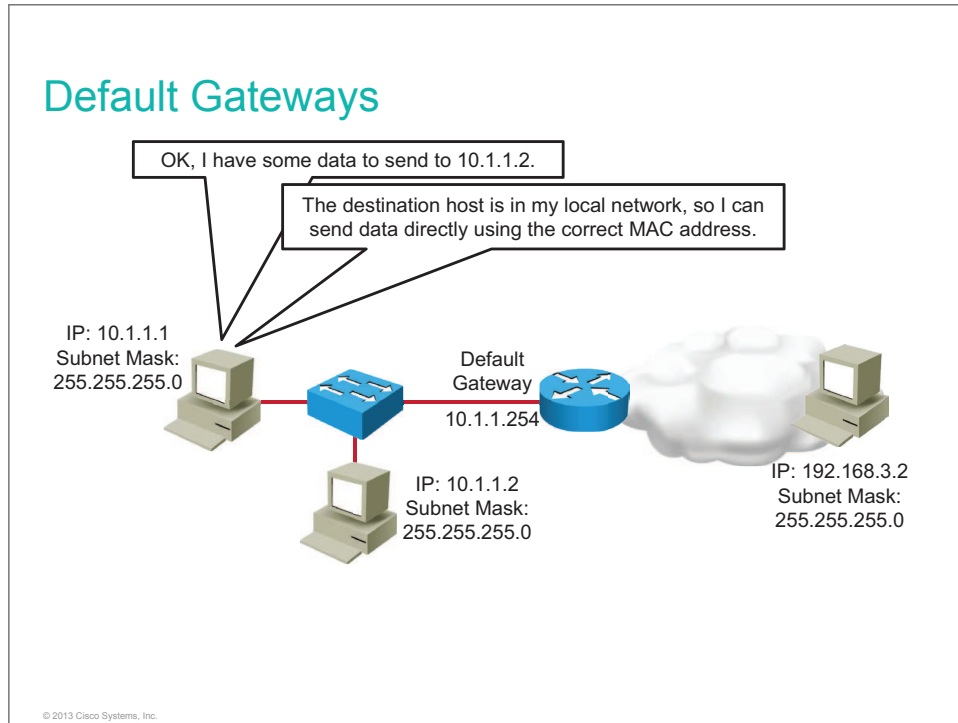 Default Gateways
OK, I have some data to send to 10.1.1.2.
The destination host is in my local network, so I can
send data directly using the correct MAC address.
IP: 10.1.1.1
Subnet Mask:
255.255.255.0
Default
Gateway
10.1.1.254
IP: 10.1.1.2
Subnet Mask:
255.255.255.0
IP: 192.168.3.2
Subnet Mask:
255.255.255.0
© 2013 Cisco Systems, Inc.